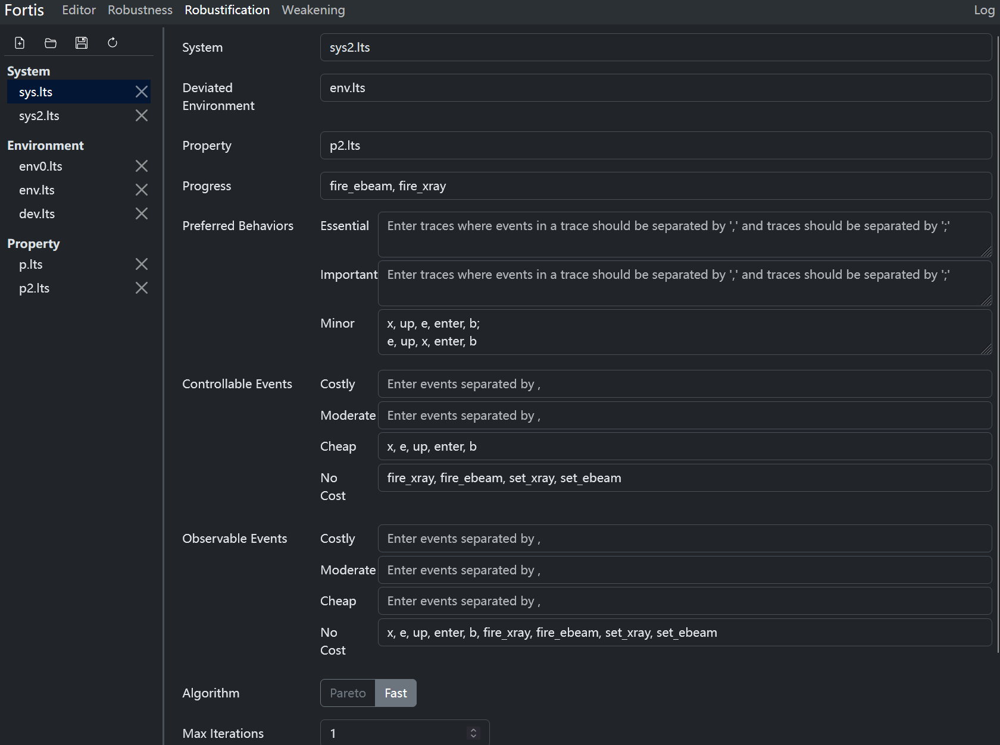 Fortis Editor Robustness Robustification Weakening Log
System
sys.lts
sys2.lts
Environment
env0.lts
env.lts
dev.lts
Property
p.lts
p2.lts
System sys2.lts
Deviated Environment env.lts
Property p2.lts
Progress fire_ebeam, fire_xray
Preferred Behaviors
Essential Enter traces where events in a trace should be separated by ',' and traces should be separated by ';'
Important Enter traces where events in a trace should be separated by ',' and traces should be separated by ';'
Minor x, up, e, enter, b;
e, up, x, enter, b
Controllable Events
Costly Enter events separated by ,
Moderate Enter events separated by ,
Cheap x, e, up, enter, b
No Cost fire_xray, fire_ebeam, set_xray, set_ebeam
Observable Events
Costly Enter events separated by ,
Moderate Enter events separated by ,
Cheap Enter events separated by ,
No Cost x, e, up, enter, b, fire_xray, fire_ebeam, set_xray, set_ebeam
Algorithm Pareto Fast
Max Iterations 1